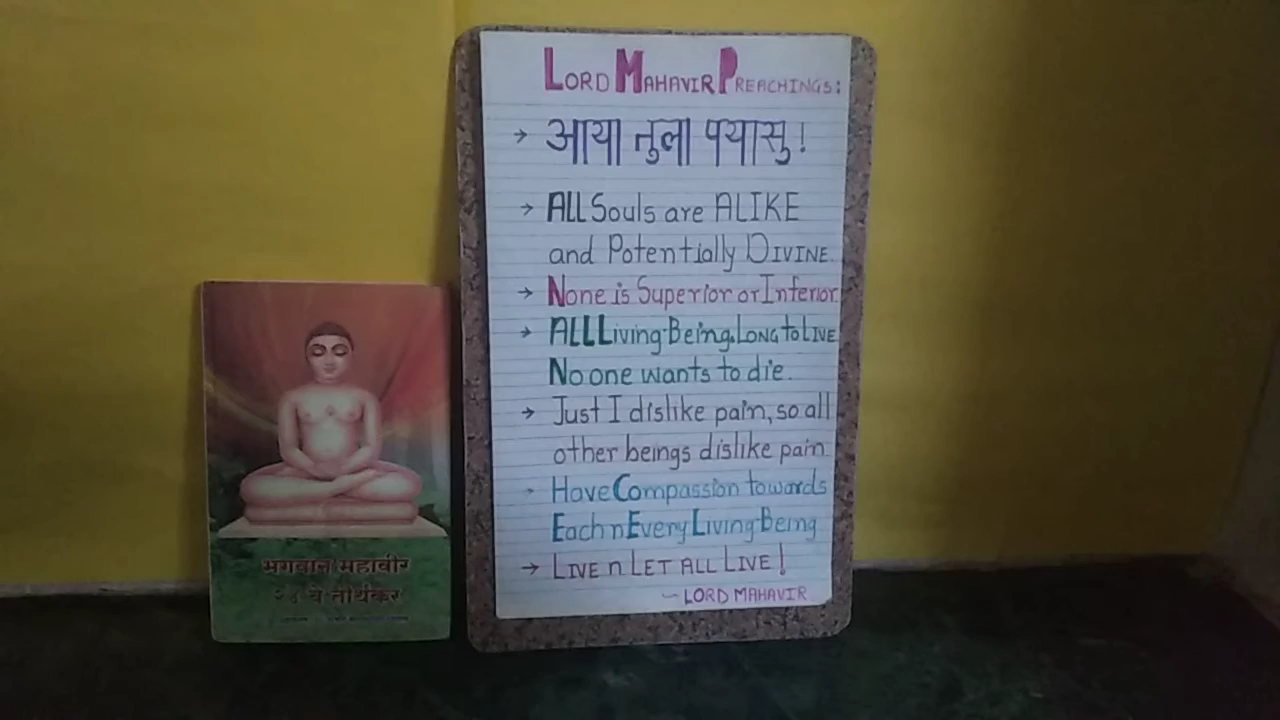 LORD MAHAVIR PREACHINGS:
→ आया तुला पयासु!
→ ALL Souls are ALIKE
and Potentially DIVINE.
→ None is Superior or Inferior
→ ALL Living-Beings LONG to LIVE
No one wants to die.
→ Just I dislike pain, so all
other beings dislike pain.
→ Have Compassion towards
Each n Every Living-Being
→ LIVE n LET ALL LIVE!
~ LORD MAHAVIR
भगवान महावीर
२४ वे तीर्थंकर